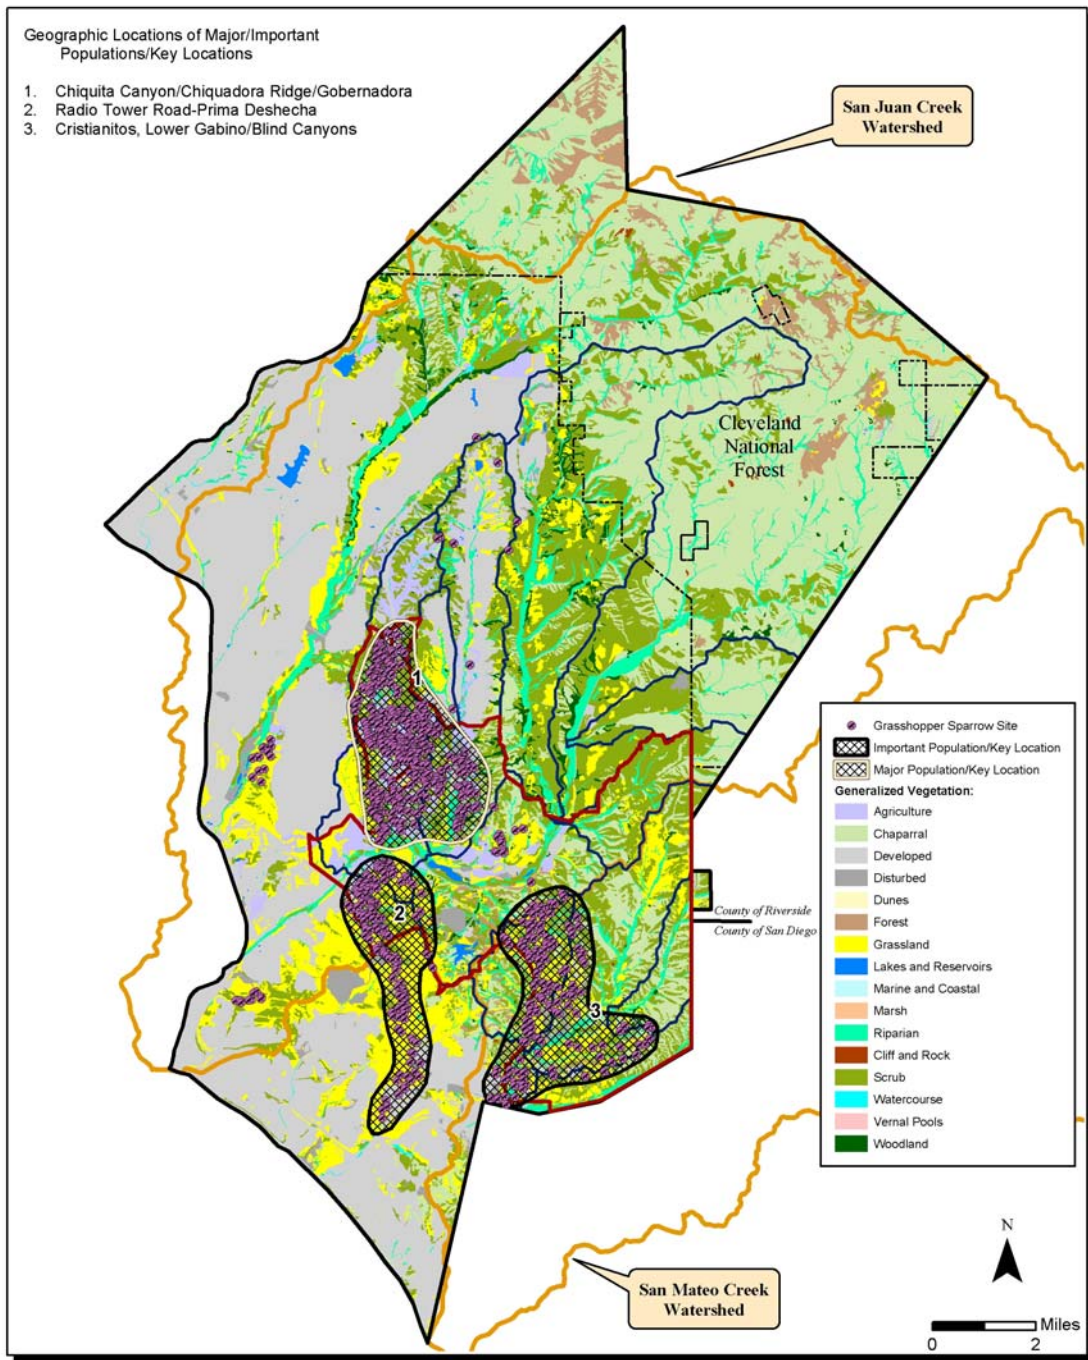 Geographic Locations of Major/Important
Populations/Key Locations
1. Chiquita Canyon/Chiquadora Ridge/Gobernadora
2. Radio Tower Road-Prima Deshecha
3. Cristianitos, Lower Gabino/Blind Canyons
San Juan Creek
Watershed
Cleveland
National
Forest
1
2
3
Grasshopper Sparrow Site
Important Population/Key Location
Major Population/Key Location
Generalized Vegetation:
Agriculture
Chaparral
Developed
Disturbed
Dunes
Forest
Grassland
Lakes and Reservoirs
Marine and Coastal
Marsh
Riparian
Cliff and Rock
Scrub
Watercourse
Vernal Pools
Woodland
County of Riverside
County of San Diego
San Mateo Creek
Watershed
N
Miles
0 2